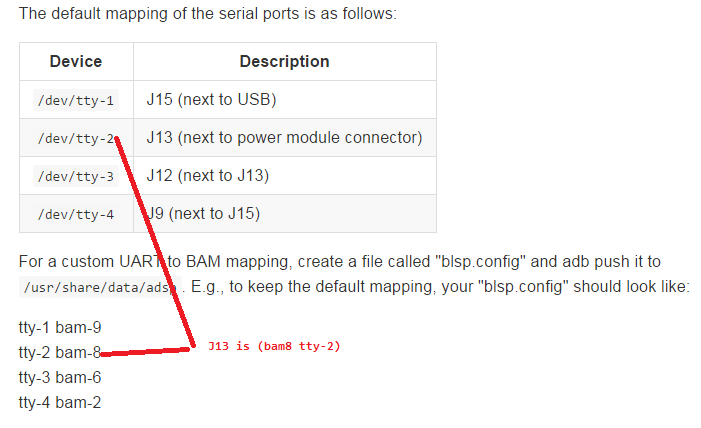 The default mapping of the serial ports is as follows:
Device Description
/dev/tty-1 J15 (next to USB)
/dev/tty-2 J13 (next to power module connector)
/dev/tty-3 J12 (next to J13)
/dev/tty-4 J9 (next to J15)
For a custom UART to BAM mapping, create a file called "blsp.config" and adb push it to
/usr/share/data/adsp . E.g., to keep the default mapping, your "blsp.config" should look like:
tty-1 bam-9
tty-2 bam-8
J13 is (bam8 tty-2)
tty-3 bam-6
tty-4 bam-2